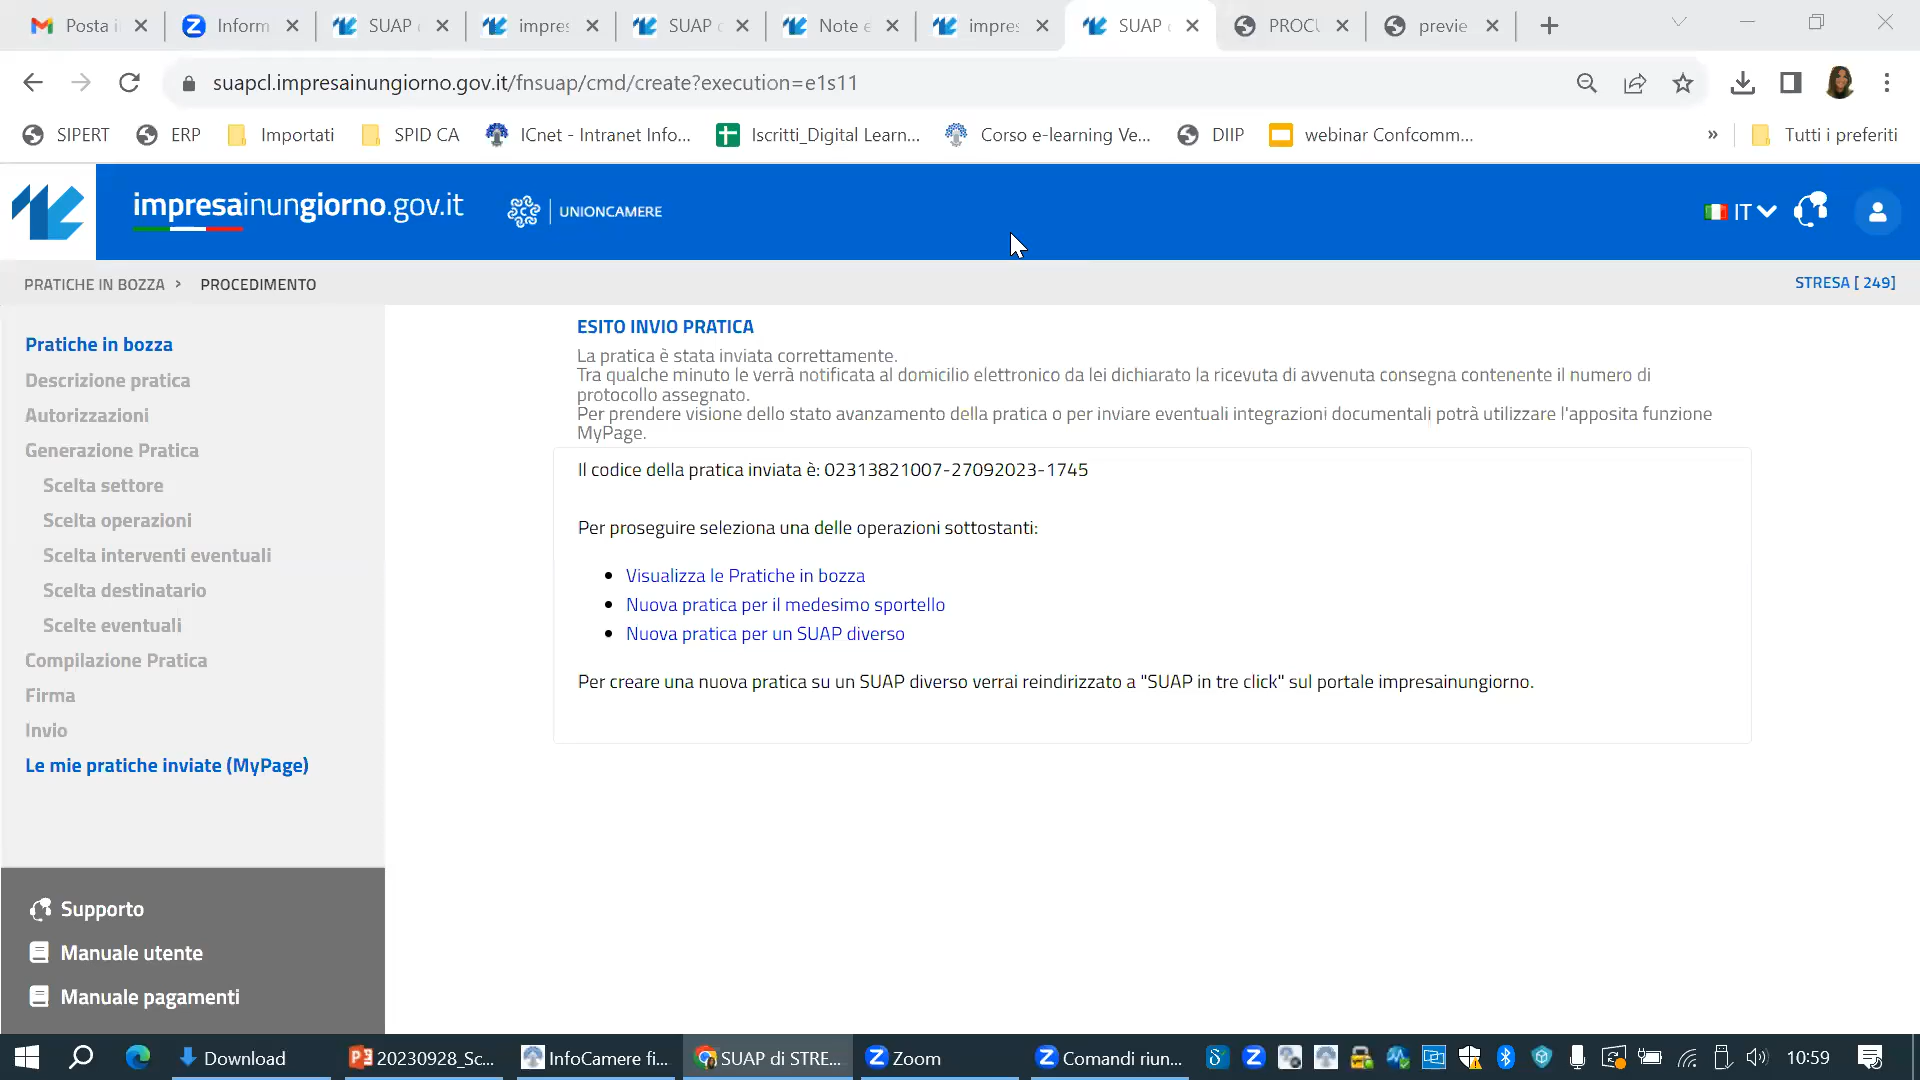 Posta i
Inform
SUAP
impres
SUAP
Note e
impres
SUAP
PROCU
previe
suapcl.impresainungiorno.gov.it/fnsuap/cmd/create?execution=e1s11
SIPERT
ERP
Importati
SPID CA
ICnet - Intranet Info...
Iscritti_Digital Learn...
Corso e-learning Ve...
DIIP
webinar Confcomm...
»
Tutti i preferiti
impresainungiorno.gov.it
UNIONCAMERE
IT
PRATICHE IN BOZZA > PROCEDIMENTO
STRESA [ 249]
Pratiche in bozza
Descrizione pratica
Autorizzazioni
Generazione Pratica
Scelta settore
Scelta operazioni
Scelta interventi eventuali
Scelta destinatario
Scelte eventuali
Compilazione Pratica
Firma
Invio
Le mie pratiche inviate (MyPage)
Supporto
Manuale utente
Manuale pagamenti
ESITO INVIO PRATICA
La pratica è stata inviata correttamente.
Tra qualche minuto le verrà notificata al domicilio elettronico da lei dichiarato la ricevuta di avvenuta consegna contenente il numero di
protocollo assegnato.
Per prendere visione dello stato avanzamento della pratica o per inviare eventuali integrazioni documentali potrà utilizzare l'apposita funzione
MyPage.
Il codice della pratica inviata è: 02313821007-27092023-1745
Per proseguire seleziona una delle operazioni sottostanti:
• Visualizza le Pratiche in bozza
• Nuova pratica per il medesimo sportello
• Nuova pratica per un SUAP diverso
Per creare una nuova pratica su un SUAP diverso verrai reindirizzato a "SUAP in tre click" sul portale impresainungiorno.
Download
20230928_Sc...
InfoCamere fi...
SUAP di STRE...
Zoom
Comandi riun...
10:59